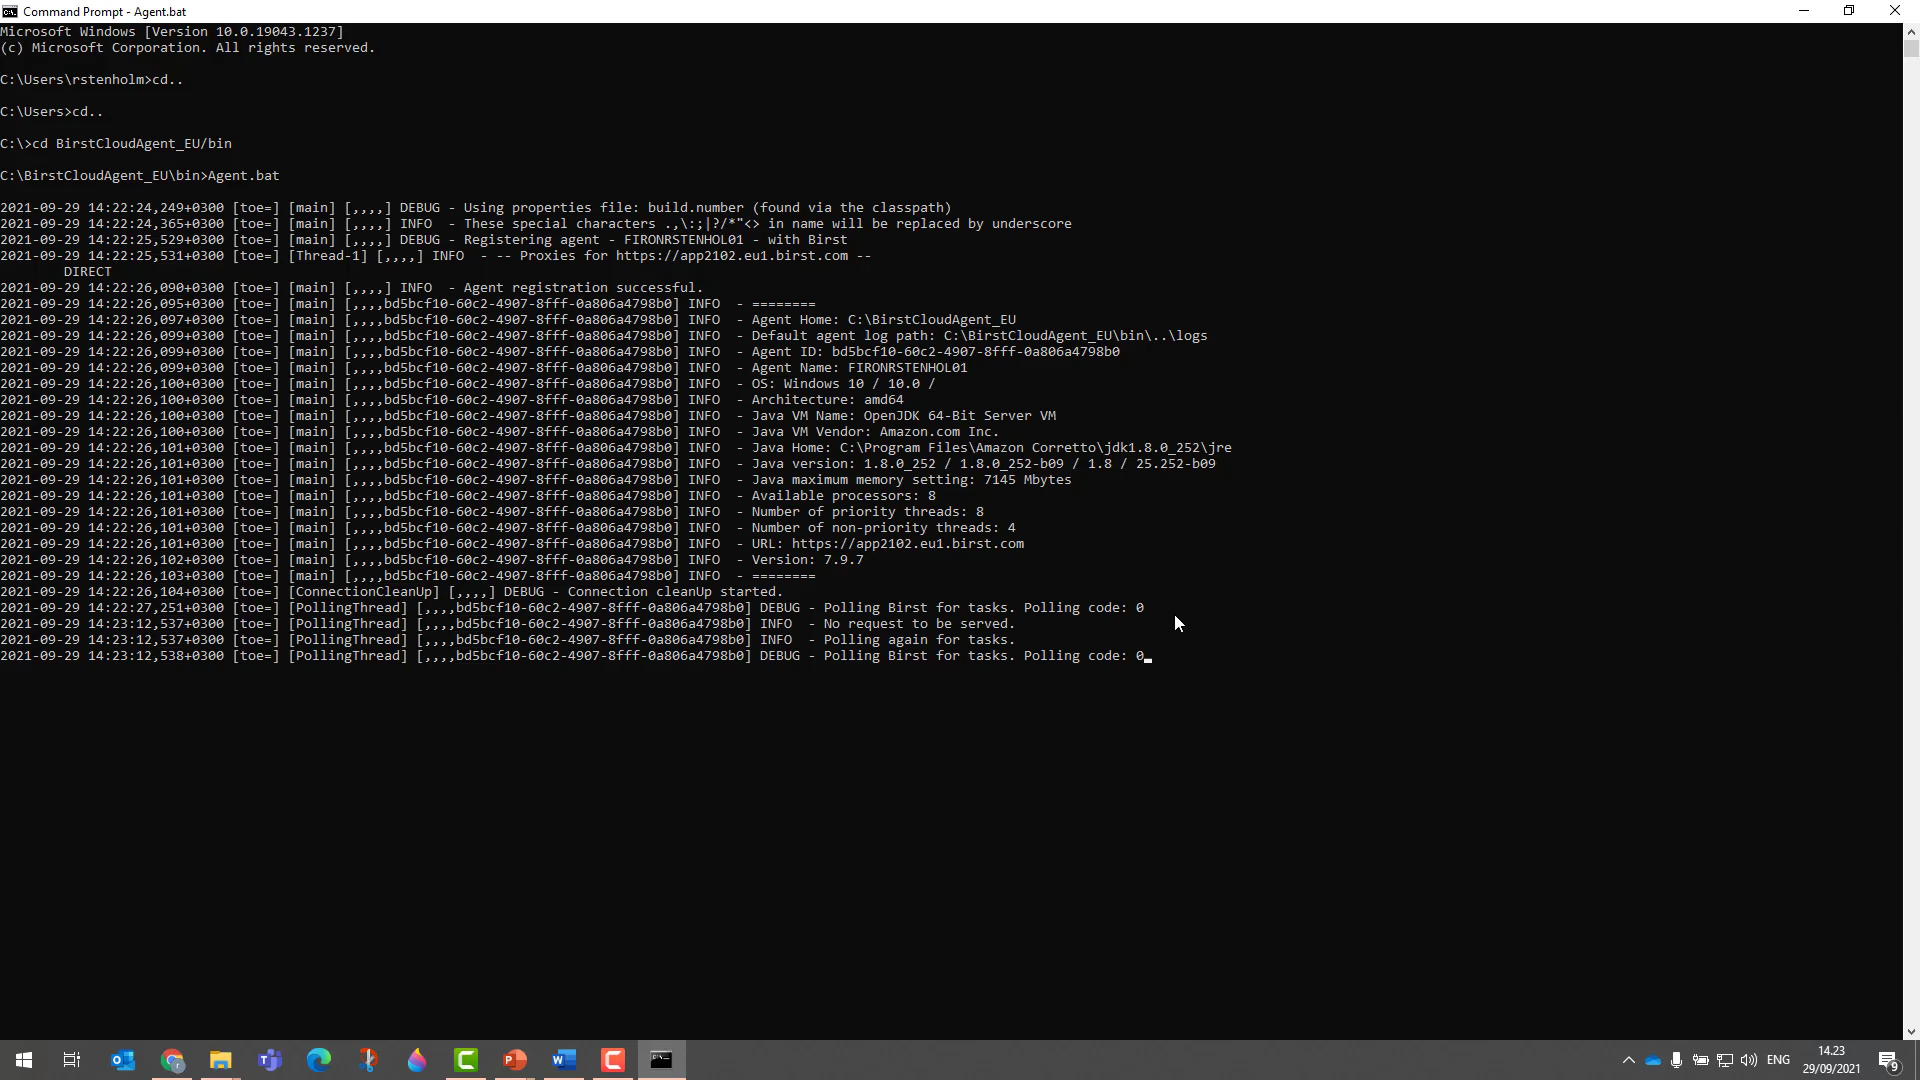 Command Prompt - Agent.bat
Microsoft Windows [Version 10.0.19043.1237]
(c) Microsoft Corporation. All rights reserved.
C:\Users\rstenholm>cd..
C:\Users>cd..
C:\>cd BirstCloudAgent_EU/bin
C:\BirstCloudAgent_EU\bin>Agent.bat
2021-09-29 14:22:24,249+0300 [toe=] [main] [,,,,] DEBUG - Using properties file: build.number (found via the classpath)
2021-09-29 14:22:24,365+0300 [toe=] [main] [,,,,] INFO  - These special characters .,\:;|?/*"<> in name will be replaced by underscore
2021-09-29 14:22:25,529+0300 [toe=] [main] [,,,,] DEBUG - Registering agent - FIRONRSTENHOL01 - with Birst
2021-09-29 14:22:25,531+0300 [toe=] [Thread-1] [,,,,] INFO  - -- Proxies for https://app2102.eu1.birst.com --
DIRECT
2021-09-29 14:22:26,090+0300 [toe=] [main] [,,,,] INFO  - Agent registration successful.
2021-09-29 14:22:26,095+0300 [toe=] [main] [,,,,bd5bcf10-60c2-4907-8fff-0a806a4798b0] INFO  - ========
2021-09-29 14:22:26,097+0300 [toe=] [main] [,,,,bd5bcf10-60c2-4907-8fff-0a806a4798b0] INFO  - Agent Home: C:\BirstCloudAgent_EU
2021-09-29 14:22:26,099+0300 [toe=] [main] [,,,,bd5bcf10-60c2-4907-8fff-0a806a4798b0] INFO  - Default agent log path: C:\BirstCloudAgent_EU\bin\..\logs
2021-09-29 14:22:26,099+0300 [toe=] [main] [,,,,bd5bcf10-60c2-4907-8fff-0a806a4798b0] INFO  - Agent ID: bd5bcf10-60c2-4907-8fff-0a806a4798b0
2021-09-29 14:22:26,099+0300 [toe=] [main] [,,,,bd5bcf10-60c2-4907-8fff-0a806a4798b0] INFO  - Agent Name: FIRONRSTENHOL01
2021-09-29 14:22:26,100+0300 [toe=] [main] [,,,,bd5bcf10-60c2-4907-8fff-0a806a4798b0] INFO  - OS: Windows 10 / 10.0 /
2021-09-29 14:22:26,100+0300 [toe=] [main] [,,,,bd5bcf10-60c2-4907-8fff-0a806a4798b0] INFO  - Architecture: amd64
2021-09-29 14:22:26,100+0300 [toe=] [main] [,,,,bd5bcf10-60c2-4907-8fff-0a806a4798b0] INFO  - Java VM Name: OpenJDK 64-Bit Server VM
2021-09-29 14:22:26,100+0300 [toe=] [main] [,,,,bd5bcf10-60c2-4907-8fff-0a806a4798b0] INFO  - Java VM Vendor: Amazon.com Inc.
2021-09-29 14:22:26,101+0300 [toe=] [main] [,,,,bd5bcf10-60c2-4907-8fff-0a806a4798b0] INFO  - Java Home: C:\Program Files\Amazon Corretto\jdk1.8.0_252\jre
2021-09-29 14:22:26,101+0300 [toe=] [main] [,,,,bd5bcf10-60c2-4907-8fff-0a806a4798b0] INFO  - Java version: 1.8.0_252 / 1.8.0_252-b09 / 1.8 / 25.252-b09
2021-09-29 14:22:26,101+0300 [toe=] [main] [,,,,bd5bcf10-60c2-4907-8fff-0a806a4798b0] INFO  - Java maximum memory setting: 7145 Mbytes
2021-09-29 14:22:26,101+0300 [toe=] [main] [,,,,bd5bcf10-60c2-4907-8fff-0a806a4798b0] INFO  - Available processors: 8
2021-09-29 14:22:26,101+0300 [toe=] [main] [,,,,bd5bcf10-60c2-4907-8fff-0a806a4798b0] INFO  - Number of priority threads: 8
2021-09-29 14:22:26,101+0300 [toe=] [main] [,,,,bd5bcf10-60c2-4907-8fff-0a806a4798b0] INFO  - Number of non-priority threads: 4
2021-09-29 14:22:26,101+0300 [toe=] [main] [,,,,bd5bcf10-60c2-4907-8fff-0a806a4798b0] INFO  - URL: https://app2102.eu1.birst.com
2021-09-29 14:22:26,102+0300 [toe=] [main] [,,,,bd5bcf10-60c2-4907-8fff-0a806a4798b0] INFO  - Version: 7.9.7
2021-09-29 14:22:26,103+0300 [toe=] [main] [,,,,bd5bcf10-60c2-4907-8fff-0a806a4798b0] INFO  - ========
2021-09-29 14:22:26,104+0300 [toe=] [ConnectionCleanUp] [,,,,] DEBUG - Connection cleanUp started.
2021-09-29 14:22:27,251+0300 [toe=] [PollingThread] [,,,,bd5bcf10-60c2-4907-8fff-0a806a4798b0] DEBUG - Polling Birst for tasks. Polling code: 0
2021-09-29 14:23:12,537+0300 [toe=] [PollingThread] [,,,,bd5bcf10-60c2-4907-8fff-0a806a4798b0] INFO  - No request to be served.
2021-09-29 14:23:12,537+0300 [toe=] [PollingThread] [,,,,bd5bcf10-60c2-4907-8fff-0a806a4798b0] INFO  - Polling again for tasks.
2021-09-29 14:23:12,538+0300 [toe=] [PollingThread] [,,,,bd5bcf10-60c2-4907-8fff-0a806a4798b0] DEBUG - Polling Birst for tasks. Polling code: 0
ENG
14.23
29/09/2021
9